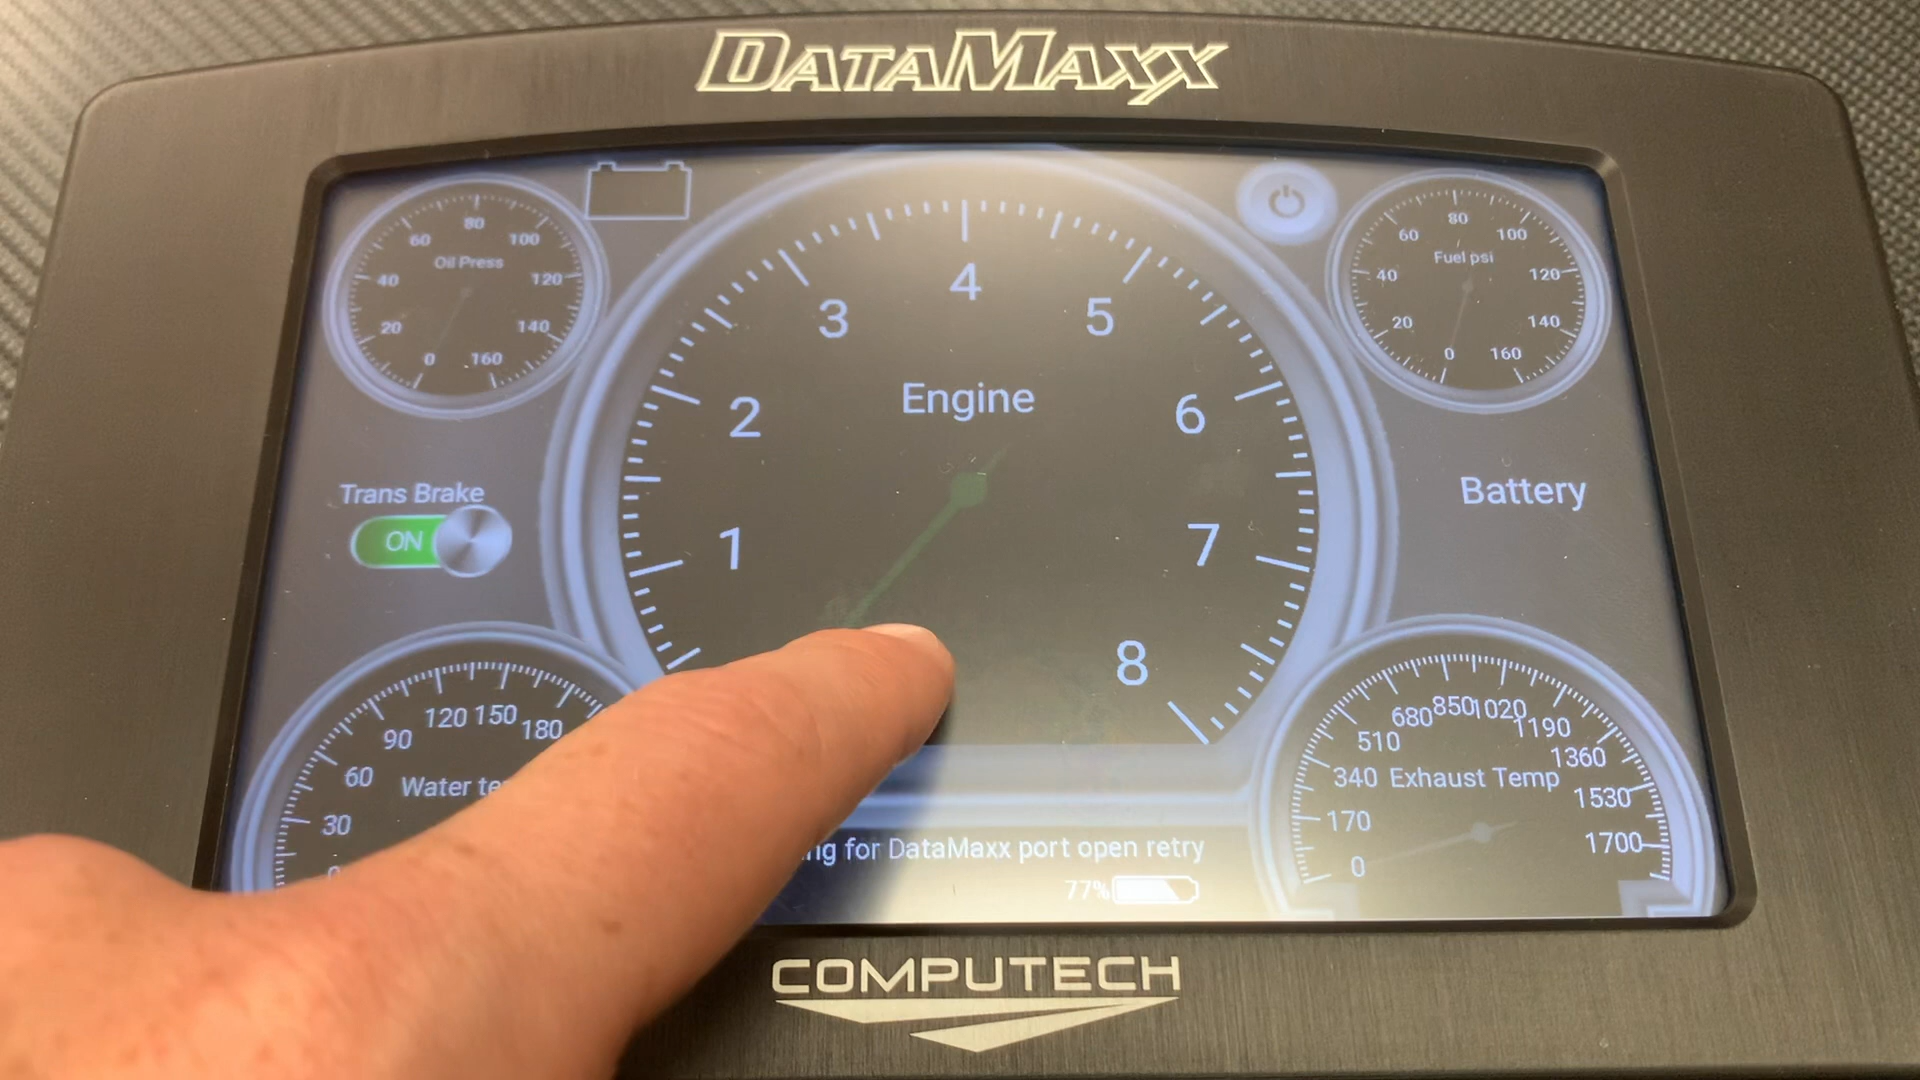 DATAMAXX
80
60
100
Oil Press
40
120
20
140
0
160
4
3
5
Engine
2
6
1
7
8
80
60
100
Fuel psi
40
120
20
140
0
160
Trans Brake
ON
Battery
120 150 180
90
60
Water te
30
680 850 1020 1190
510
1360
340 Exhaust Temp
1530
170
1700
0
ng for DataMaxx port open retry
77%
COMPUTECH